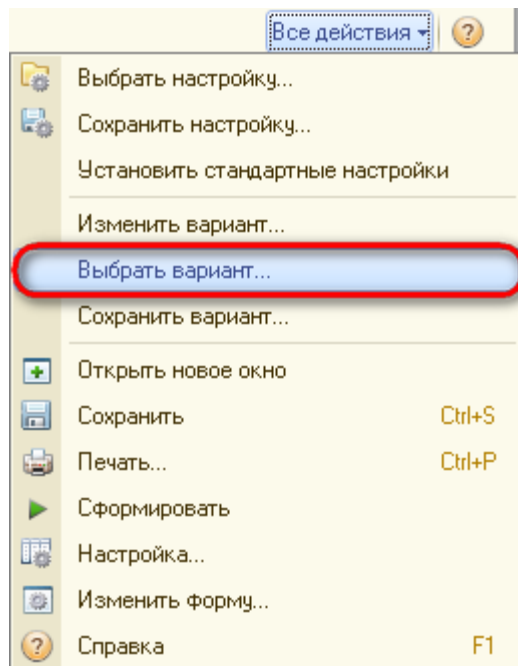 Все действия
Выбрать настройку...
Сохранить настройку...
Установить стандартные настройки
Изменить вариант...
Выбрать вариант...
Сохранить вариант...
Открыть новое окно
Сохранить Ctrl+S
Печать... Ctrl+P
Сформировать
Настройка...
Изменить форму...
Справка F1